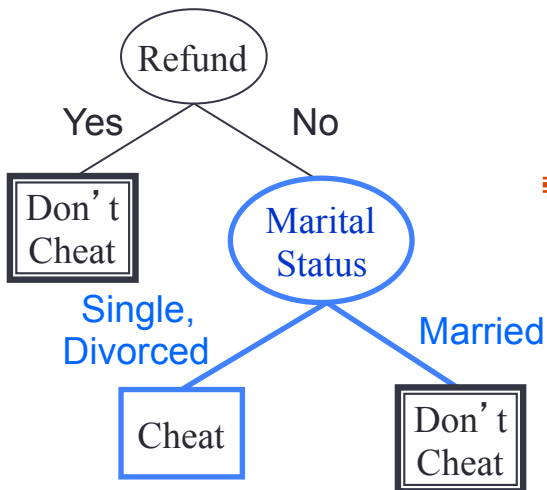 Refund
Yes
No
Don't
Cheat
Marital
Status
Single,
Divorced
Married
Cheat
Don't
Cheat